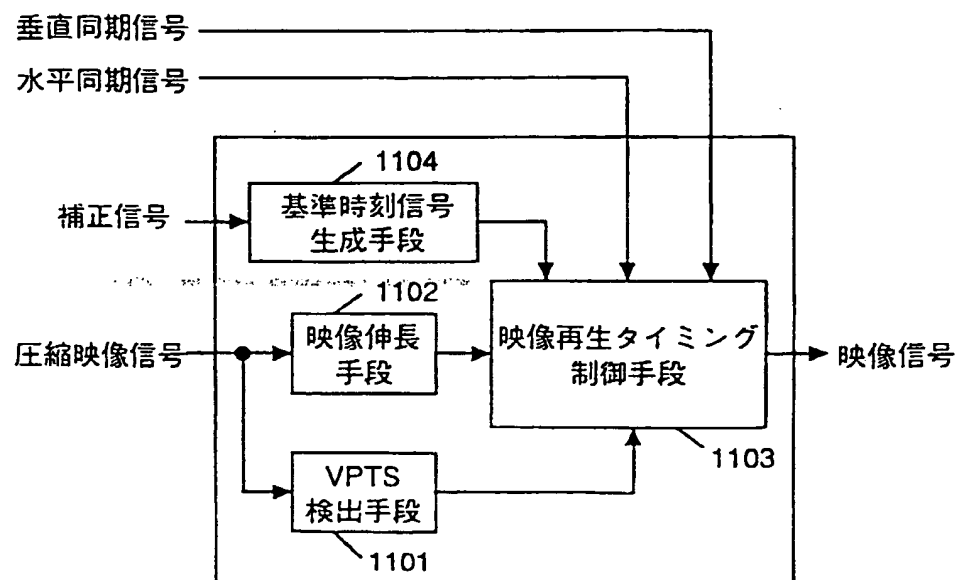 垂直同期信号
水平同期信号
1104
補正信号
基準時刻信号
生成手段
1102
圧縮映像信号
映像伸長
手段
映像再生タイミング
制御手段
映像信号
1103
VPTS
検出手段
1101